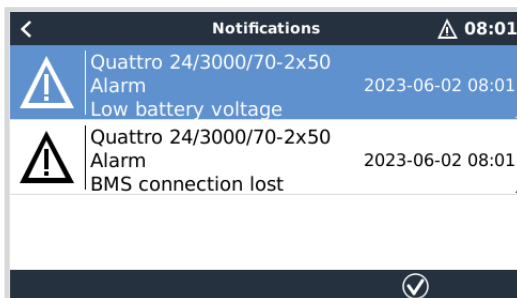 Notifications
08:01
Quattro 24/3000/70-2x50
Alarm
2023-06-02 08:01
Low battery voltage
Quattro 24/3000/70-2x50
Alarm
2023-06-02 08:01
BMS connection lost